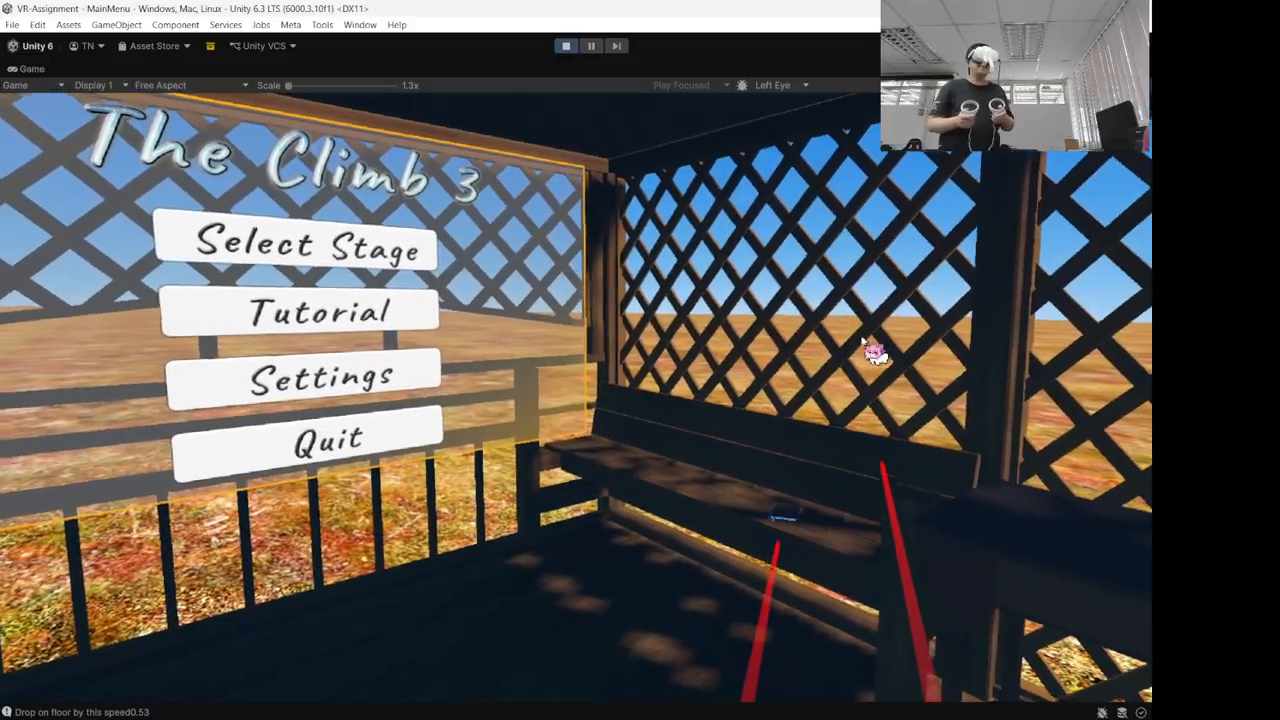 VR-Assignment - MainMenu - Windows, Mac, Linux - Unity 6.3 LTS (6000.3.10f1) <DX11>
File Edit Assets GameObject Component Services Jobs Meta Tools Window Help
Unity 6 TN Asset Store Unity VCS
Game
Game Display 1 Free Aspect Scale 1.3x Play Focused Left Eye
The Climb 3
Select Stage
Tutorial
Settings
Quit
Drop on floor by this speed0.53